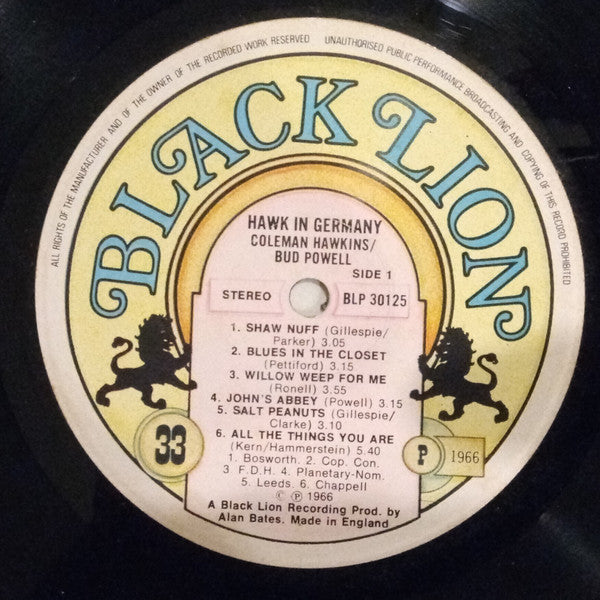 ALL RIGHTS OF THE MANUFACTURER AND OF THE OWNER OF THE RECORDED WORK RESERVED UNAUTHORISED PUBLIC PERFORMANCE BROADCASTING AND COPYING OF THIS RECORD PROHIBITED
BLACK LION
HAWK IN GERMANY
COLEMAN HAWKINS/
BUD POWELL
SIDE 1
STEREO BLP 30125
1. SHAW NUFF (Gillespie/
Parker) 3.05
2. BLUES IN THE CLOSET
(Pettiford) 3.15
3. WILLOW WEEP FOR ME
(Ronell) 3.55
4. JOHN'S ABBEY (Powell) 3.15
5. SALT PEANUTS (Gillespie/
Clarke) 3.10
6. ALL THE THINGS YOU ARE
(Kern/Hammerstein) 5.40
33
P 1966
1. Bosworth. 2. Cop. Con.
3 F.D.H. 4. Planetary-Nom.
5. Leeds. 6. Chappell
© ℗ 1966
A Black Lion Recording Prod. by
Alan Bates. Made in England